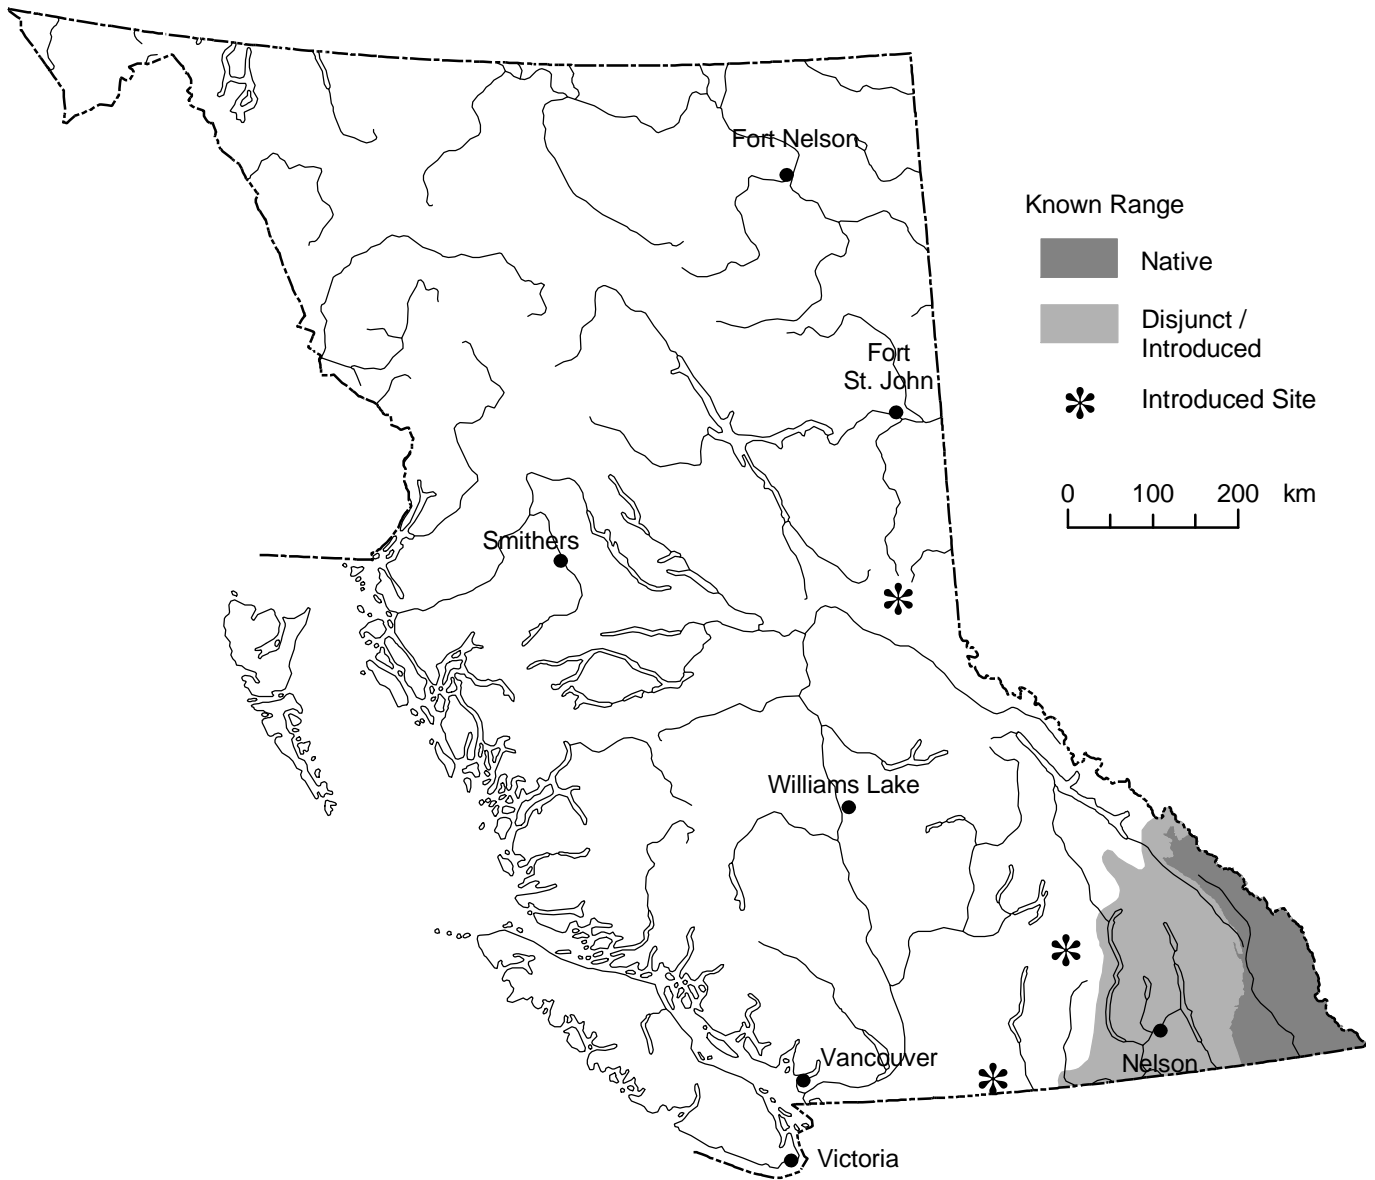 Fort Nelson
Known Range
Native
Disjunct /
Introduced
Fort
St. John
Introduced Site
0 100 200 km
Smithers
Williams Lake
Vancouver
Nelson
Victoria